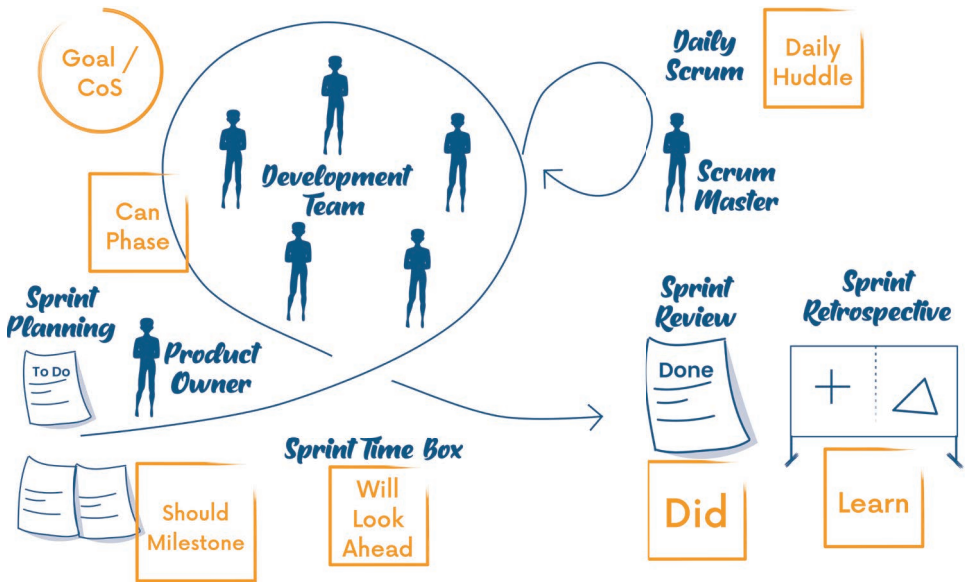 Goal /
CoS
Daily
Scrum
Daily
Huddle
Development
Team
Scrum
Master
Can
Phase
Sprint
Planning
To Do
Product
Owner
Sprint
Review
Done
Sprint
Retrospective
Sprint Time Box
Should
Milestone
Will
Look
Ahead
Did
Learn